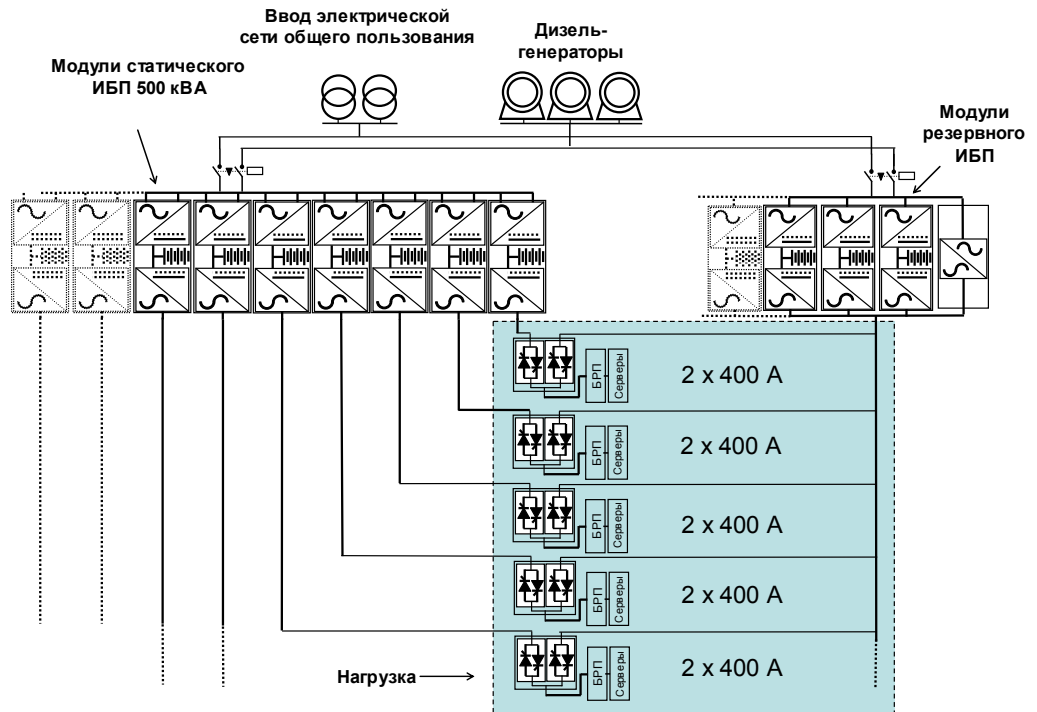 Ввод электрической
сети общего пользования
Дизель-
генераторы
Модули статического
ИБП 500 кВА
Модули
резервного
ИБП
БРП
Серверы
2 x 400 А
БРП
Серверы
2 x 400 А
БРП
Серверы
2 x 400 А
БРП
Серверы
2 x 400 А
БРП
Серверы
2 x 400 А
Нагрузка